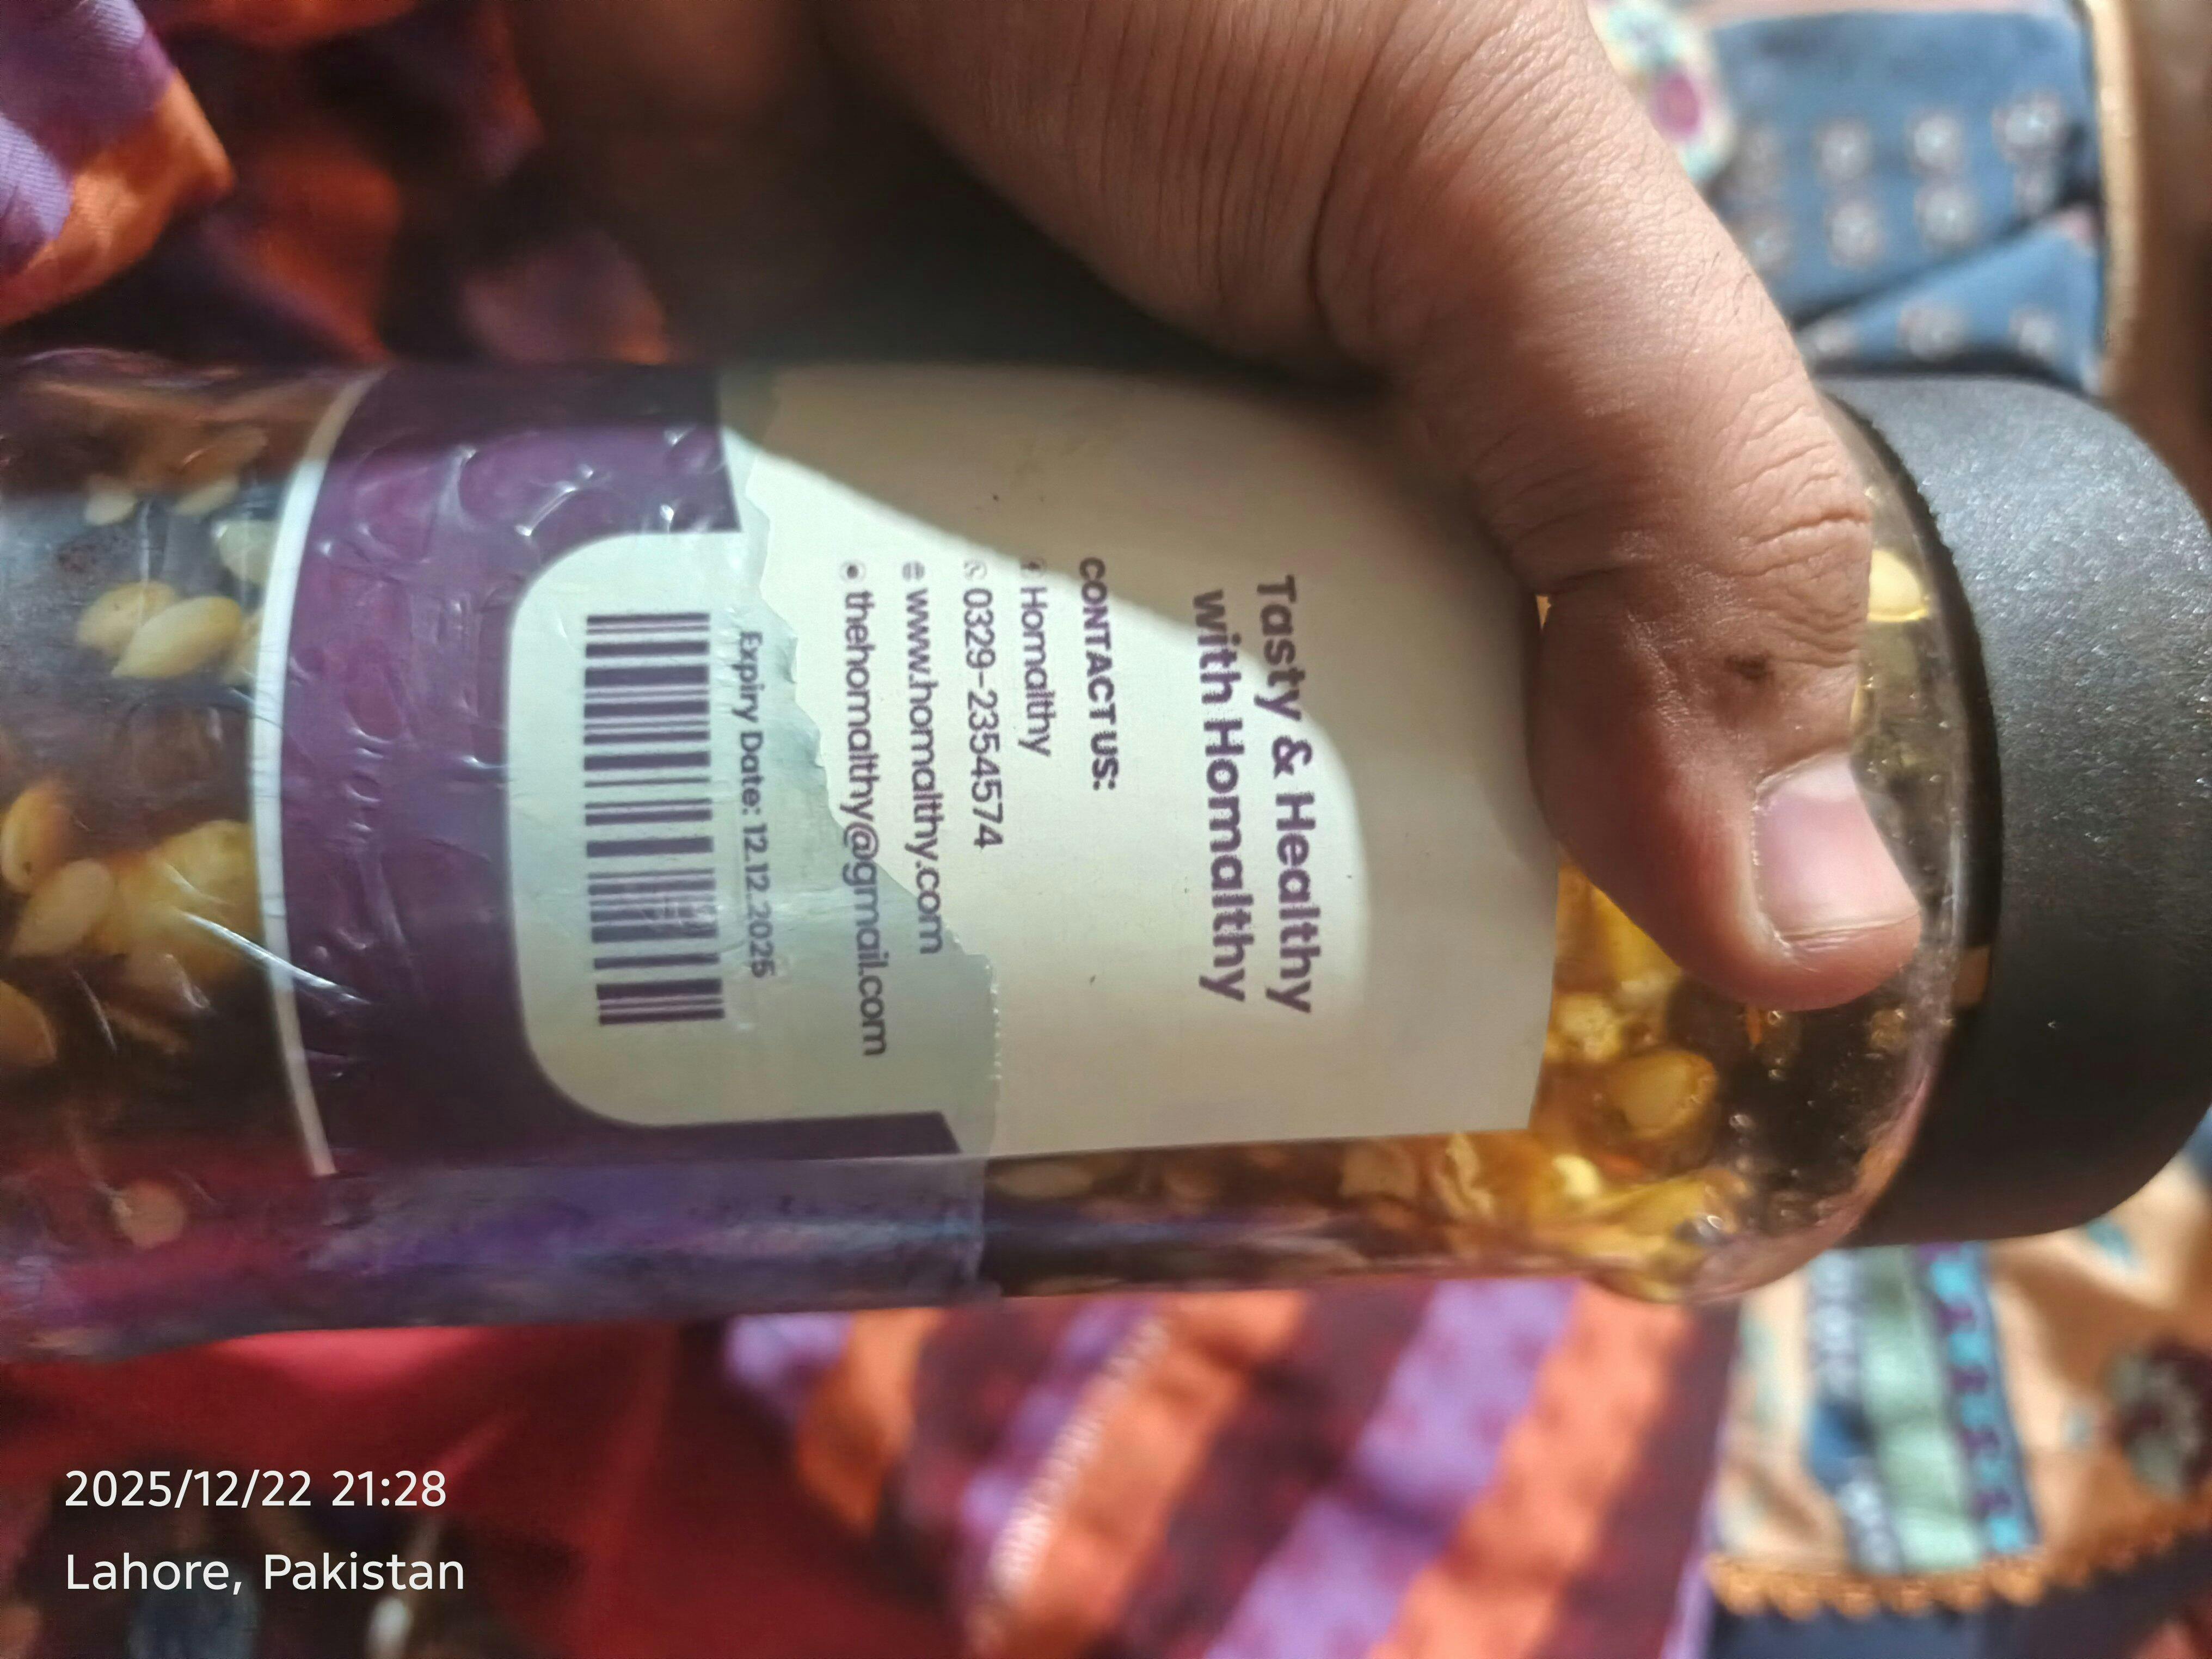 Tasty & Healthy
with Homalthy
CONTACT US:
Homalthy
0329-2354574
www.homalthy.com
thehomalthy@gmail.com
Expiry Date: 12.12.2025
2025/12/22 21:28
Lahore, Pakistan